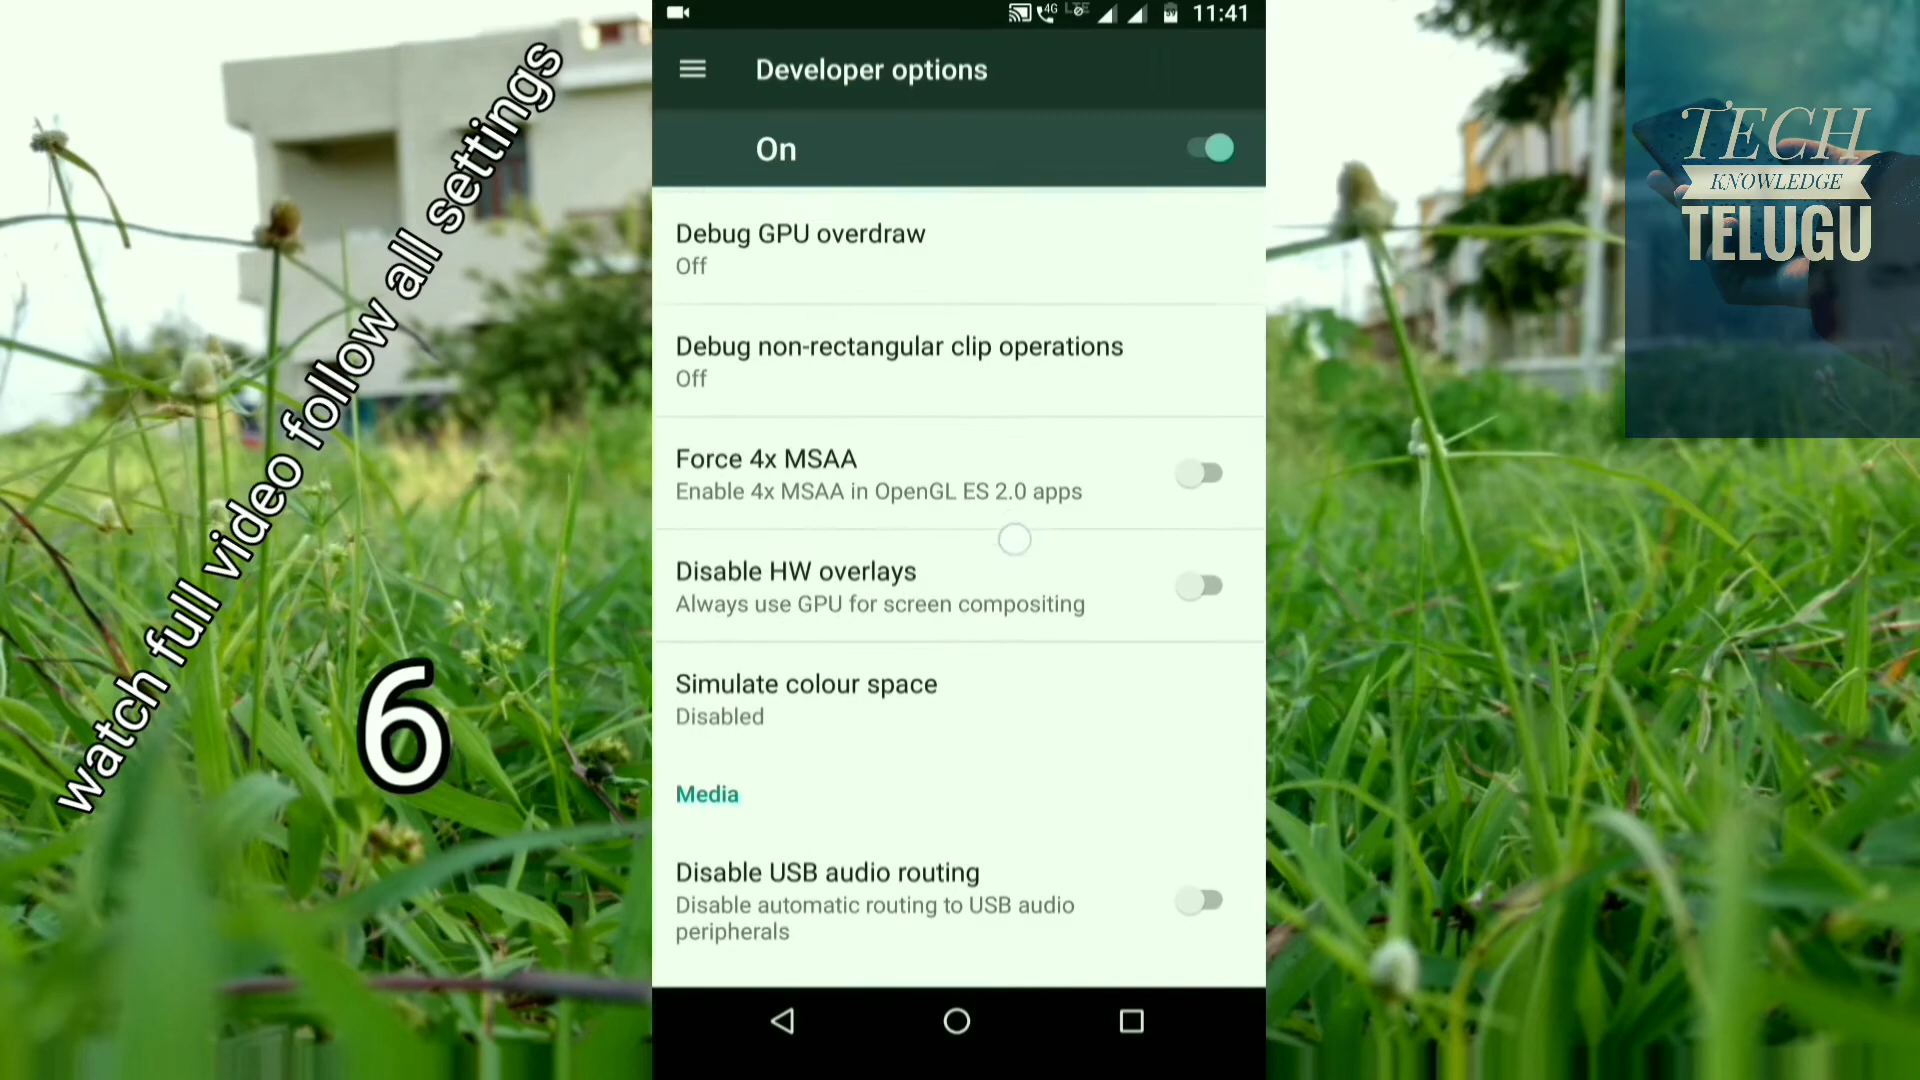 watch full video follow all settings
6
4G
LTE
59
11:41
Developer options
On
Debug GPU overdraw
Off
Debug non-rectangular clip operations
Off
Force 4x MSAA
Enable 4x MSAA in OpenGL ES 2.0 apps
Disable HW overlays
Always use GPU for screen compositing
Simulate colour space
Disabled
Media
Disable USB audio routing
Disable automatic routing to USB audio
peripherals
TECH
KNOWLEDGE
TELUGU